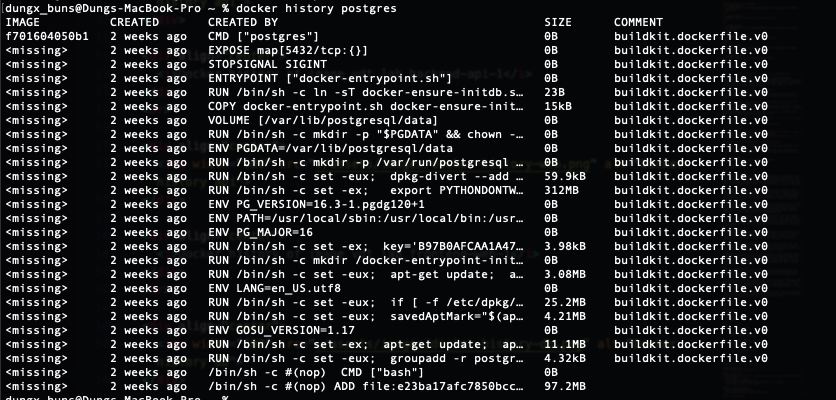 dungx_buns@Dungs-MacBook-Pro ~ % docker history postgres
IMAGE CREATED CREATED BY SIZE COMMENT
f701604050b1 2 weeks ago CMD ["postgres"] 0B buildkit.dockerfile.v0
<missing> 2 weeks ago EXPOSE map[5432/tcp:{}] 0B buildkit.dockerfile.v0
<missing> 2 weeks ago STOPSIGNAL SIGINT 0B buildkit.dockerfile.v0
<missing> 2 weeks ago ENTRYPOINT ["docker-entrypoint.sh"] 0B buildkit.dockerfile.v0
<missing> 2 weeks ago RUN /bin/sh -c ln -sT docker-ensure-initdb.s… 23B buildkit.dockerfile.v0
<missing> 2 weeks ago COPY docker-entrypoint.sh docker-ensure-init… 15kB buildkit.dockerfile.v0
<missing> 2 weeks ago VOLUME [/var/lib/postgresql/data] 0B buildkit.dockerfile.v0
<missing> 2 weeks ago RUN /bin/sh -c mkdir -p "$PGDATA" && chown -… 0B buildkit.dockerfile.v0
<missing> 2 weeks ago ENV PGDATA=/var/lib/postgresql/data 0B buildkit.dockerfile.v0
<missing> 2 weeks ago RUN /bin/sh -c mkdir -p /var/run/postgresql … 0B buildkit.dockerfile.v0
<missing> 2 weeks ago RUN /bin/sh -c set -eux; dpkg-divert --add … 59.9kB buildkit.dockerfile.v0
<missing> 2 weeks ago RUN /bin/sh -c set -ex; export PYTHONDONTW… 312MB buildkit.dockerfile.v0
<missing> 2 weeks ago ENV PG_VERSION=16.3-1.pgdg120+1 0B buildkit.dockerfile.v0
<missing> 2 weeks ago ENV PATH=/usr/local/sbin:/usr/local/bin:/usr… 0B buildkit.dockerfile.v0
<missing> 2 weeks ago ENV PG_MAJOR=16 0B buildkit.dockerfile.v0
<missing> 2 weeks ago RUN /bin/sh -c set -ex; key='B97B0AFCAA1A47… 3.98kB buildkit.dockerfile.v0
<missing> 2 weeks ago RUN /bin/sh -c mkdir /docker-entrypoint-init… 0B buildkit.dockerfile.v0
<missing> 2 weeks ago RUN /bin/sh -c set -eux; apt-get update; a… 3.08MB buildkit.dockerfile.v0
<missing> 2 weeks ago ENV LANG=en_US.utf8 0B buildkit.dockerfile.v0
<missing> 2 weeks ago RUN /bin/sh -c set -eux; if [ -f /etc/dpkg/… 25.2MB buildkit.dockerfile.v0
<missing> 2 weeks ago RUN /bin/sh -c set -eux; savedAptMark="$(ap… 4.21MB buildkit.dockerfile.v0
<missing> 2 weeks ago ENV GOSU_VERSION=1.17 0B buildkit.dockerfile.v0
<missing> 2 weeks ago RUN /bin/sh -c set -ex; apt-get update; ap… 11.1MB buildkit.dockerfile.v0
<missing> 2 weeks ago RUN /bin/sh -c set -eux; groupadd -r postgr… 4.32kB buildkit.dockerfile.v0
<missing> 2 weeks ago /bin/sh -c #(nop) CMD ["bash"] 0B
<missing> 2 weeks ago /bin/sh -c #(nop) ADD file:e23ba17afc7850bcc… 97.2MB
dungx_buns@Dungs-MacBook-Pro ~ %